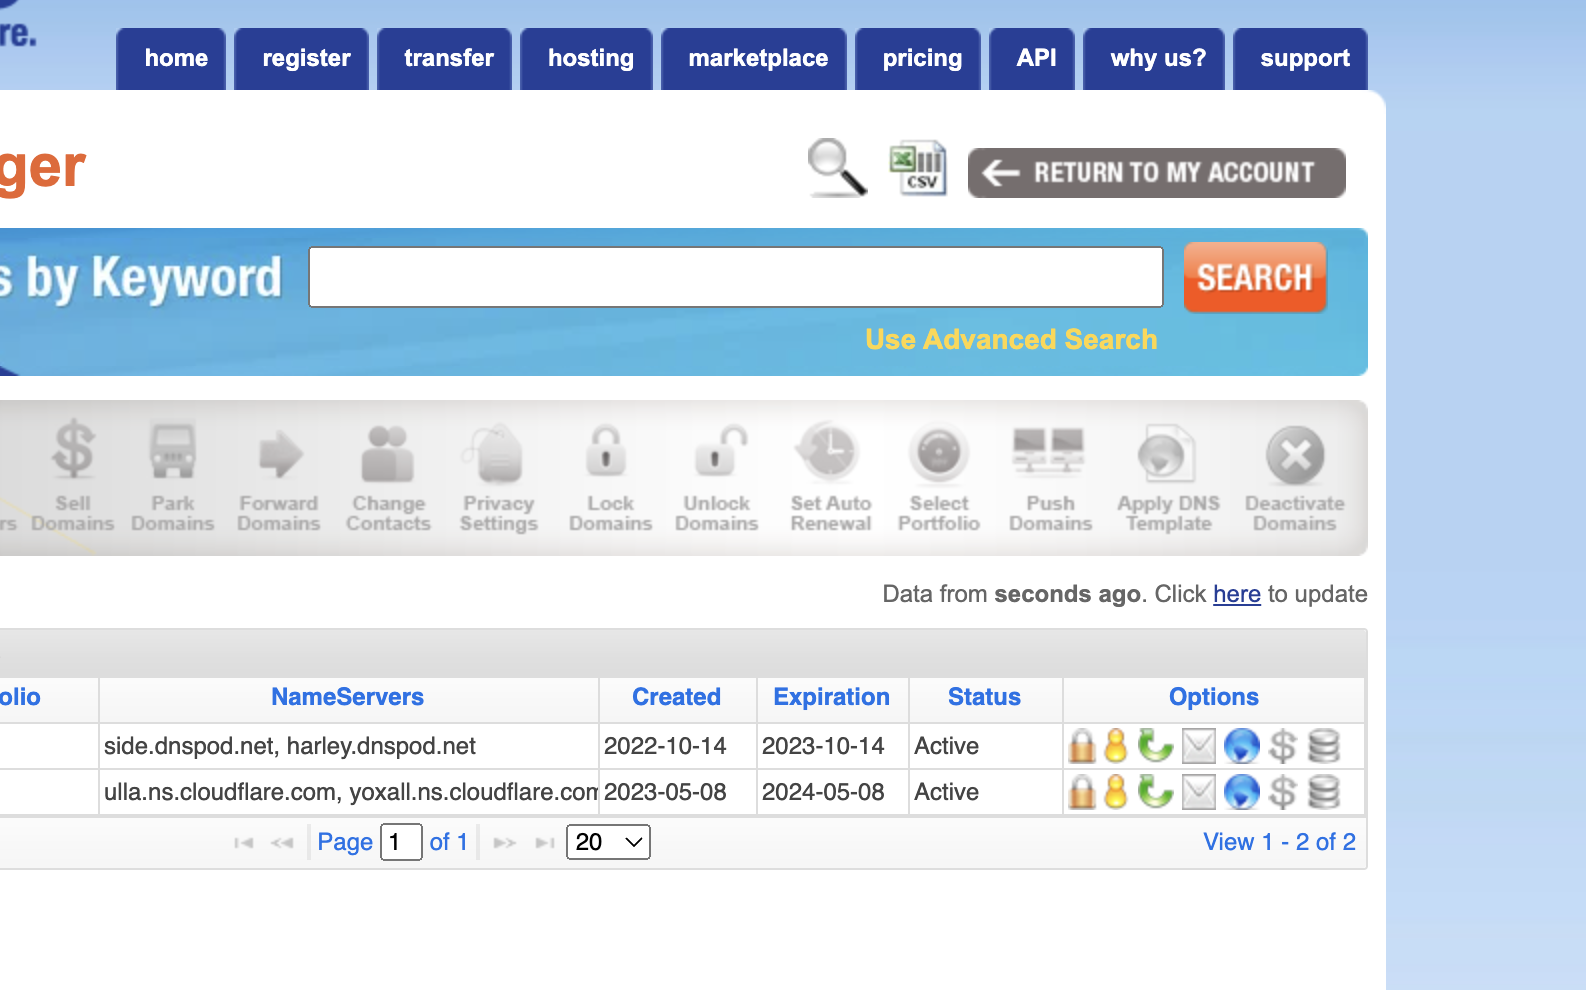 re.
home register transfer hosting marketplace pricing API why us? support
ger
CSV
RETURN TO MY ACCOUNT
s by Keyword
SEARCH
Use Advanced Search
rs
Sell Domains
Park Domains
Forward Domains
Change Contacts
Privacy Settings
Lock Domains
Unlock Domains
Set Auto Renewal
Select Portfolio
Push Domains
Apply DNS Template
Deactivate Domains
Data from seconds ago. Click here to update
olio NameServers Created Expiration Status Options
side.dnspod.net, harley.dnspod.net 2022-10-14 2023-10-14 Active
ulla.ns.cloudflare.com, yoxall.ns.cloudflare.com 2023-05-08 2024-05-08 Active
Page 1 of 1 20 View 1 - 2 of 2